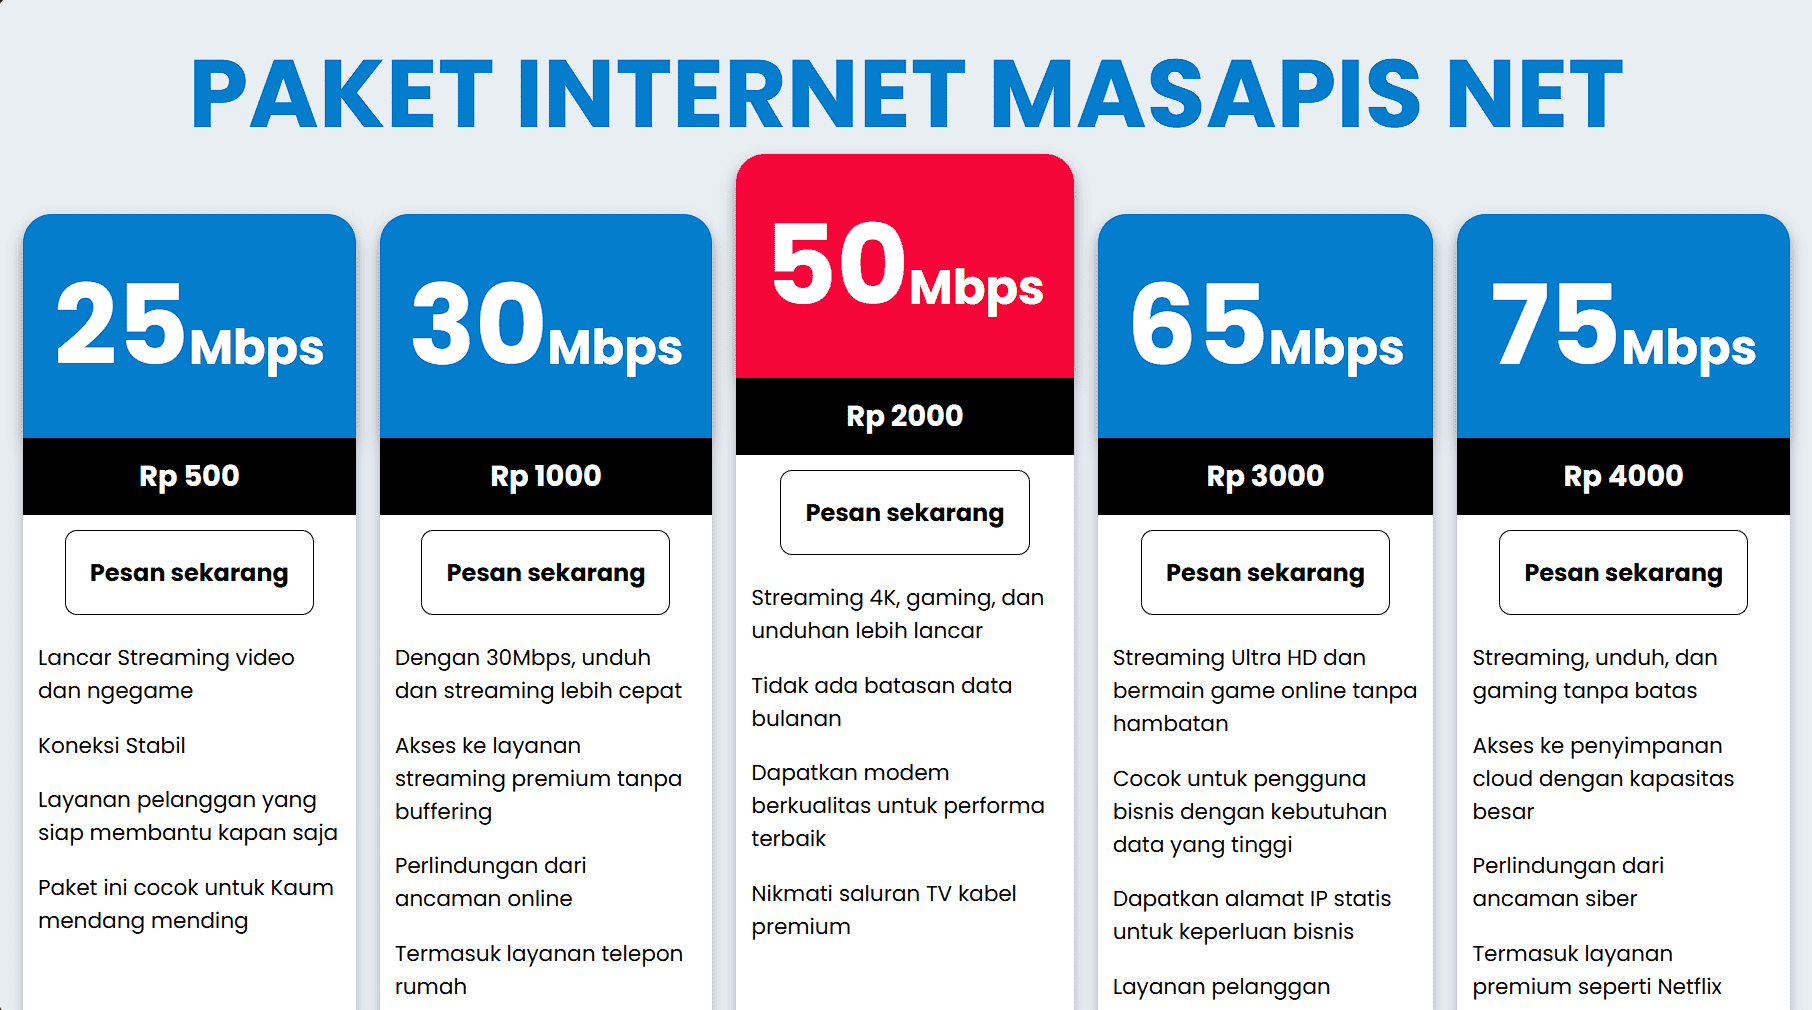 PAKET INTERNET MASAPIS NET
25Mbps
Rp 500
Pesan sekarang
Lancar Streaming video
dan ngegame
Koneksi Stabil
Layanan pelanggan yang
siap membantu kapan saja
Paket ini cocok untuk Kaum
mendang mending
30Mbps
Rp 1000
Pesan sekarang
Dengan 30Mbps, unduh
dan streaming lebih cepat
Akses ke layanan
streaming premium tanpa
buffering
Perlindungan dari
ancaman online
Termasuk layanan telepon
rumah
50Mbps
Rp 2000
Pesan sekarang
Streaming 4K, gaming, dan
unduhan lebih lancar
Tidak ada batasan data
bulanan
Dapatkan modem
berkualitas untuk performa
terbaik
Nikmati saluran TV kabel
premium
65Mbps
Rp 3000
Pesan sekarang
Streaming Ultra HD dan
bermain game online tanpa
hambatan
Cocok untuk pengguna
bisnis dengan kebutuhan
data yang tinggi
Dapatkan alamat IP statis
untuk keperluan bisnis
Layanan pelanggan
75Mbps
Rp 4000
Pesan sekarang
Streaming, unduh, dan
gaming tanpa batas
Akses ke penyimpanan
cloud dengan kapasitas
besar
Perlindungan dari
ancaman siber
Termasuk layanan
premium seperti Netflix